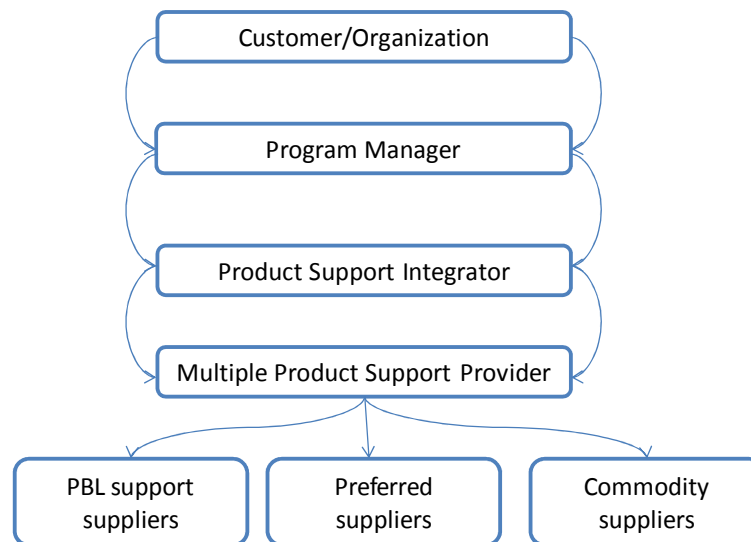 Customer/Organization
Program Manager
Product Support Integrator
Multiple Product Support Provider
PBL support
suppliers
Preferred
suppliers
Commodity
suppliers